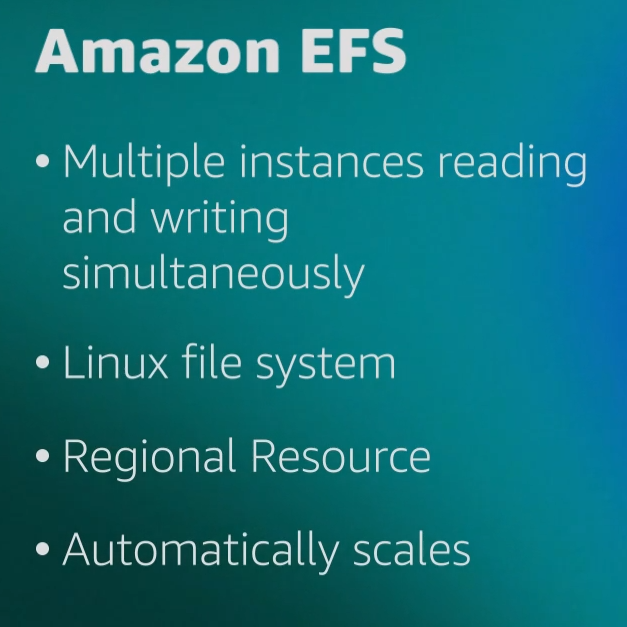 Amazon EFS
• Multiple instances reading
and writing
simultaneously
• Linux file system
• Regional Resource
• Automatically scales